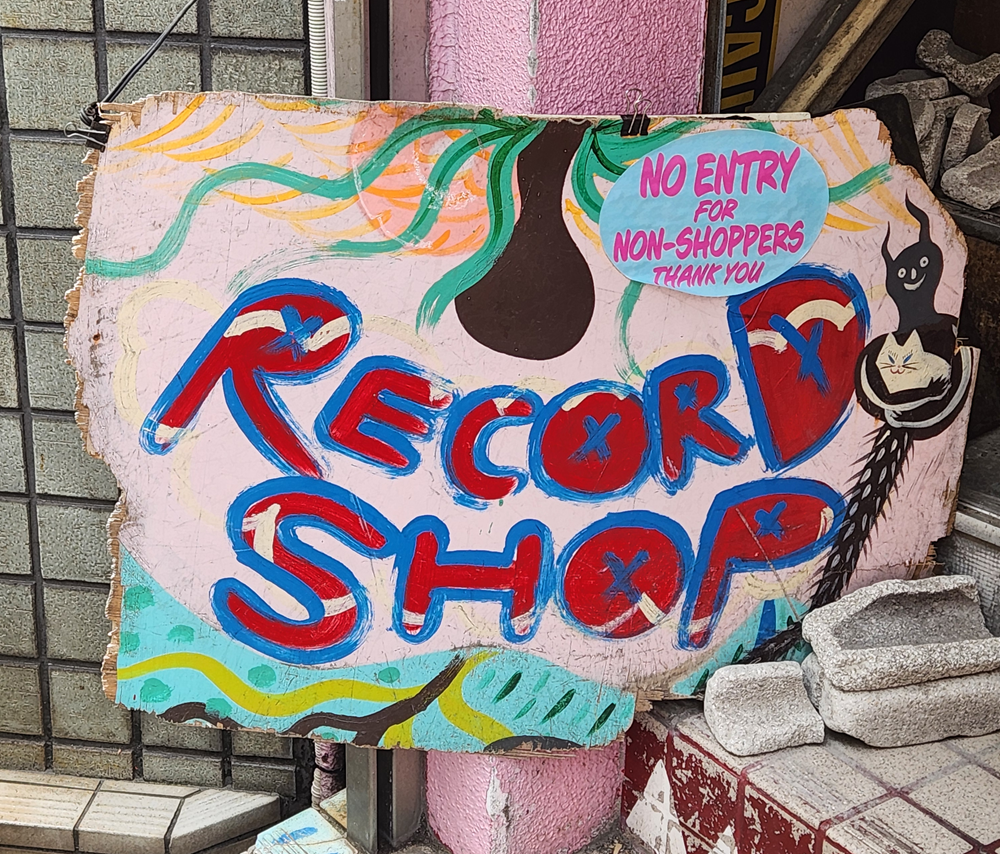 NO ENTRY
FOR
NON-SHOPPERS
THANK YOU
RECORD
SHOP